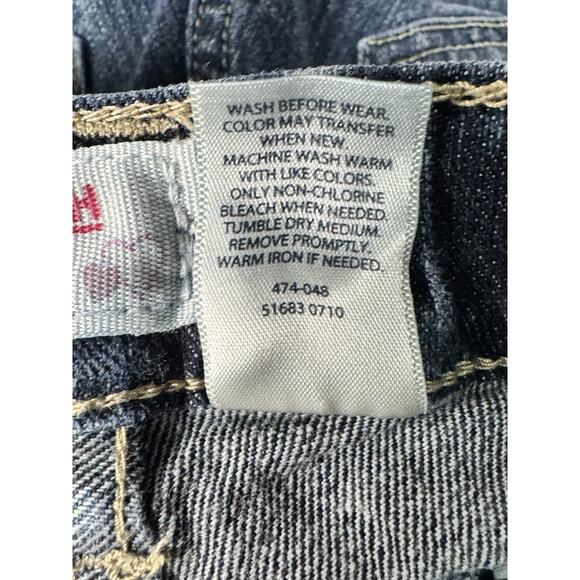 WASH BEFORE WEAR.
COLOR MAY TRANSFER
WHEN NEW
MACHINE WASH WARM
WITH LIKE COLORS.
ONLY NON-CHLORINE
BLEACH WHEN NEEDED.
TUMBLE DRY MEDIUM.
REMOVE PROMPTLY.
WARM IRON IF NEEDED.
474-048
51683 0710